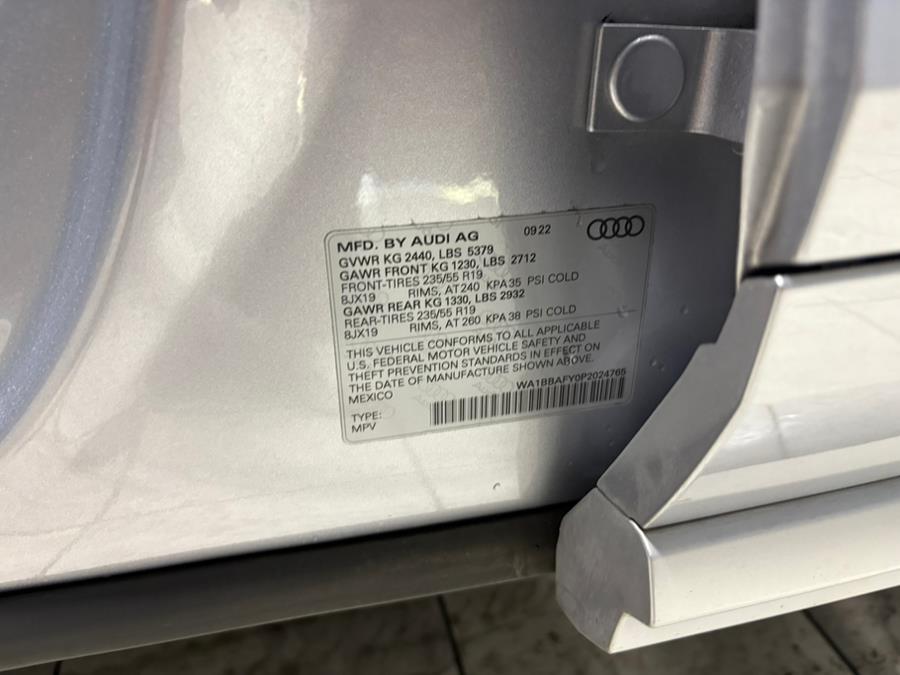 MFD. BY AUDI AG 09.22
GVWR KG 2440, LBS 5379
GAWR FRONT KG 1230, LBS 2712
FRONT-TIRES 235/55 R19
8JX19 RIMS, AT 240 KPA 35 PSI COLD
GAWR REAR KG 1330, LBS 2932
REAR-TIRES 235/55 R19
8JX19 RIMS, AT 260 KPA 38 PSI COLD
THIS VEHICLE CONFORMS TO ALL APPLICABLE
U.S. FEDERAL MOTOR VEHICLE SAFETY AND
THEFT PREVENTION STANDARDS IN EFFECT ON
THE DATE OF MANUFACTURE SHOWN ABOVE.
MEXICO WA1BBAFY0P2024765
TYPE:
MPV